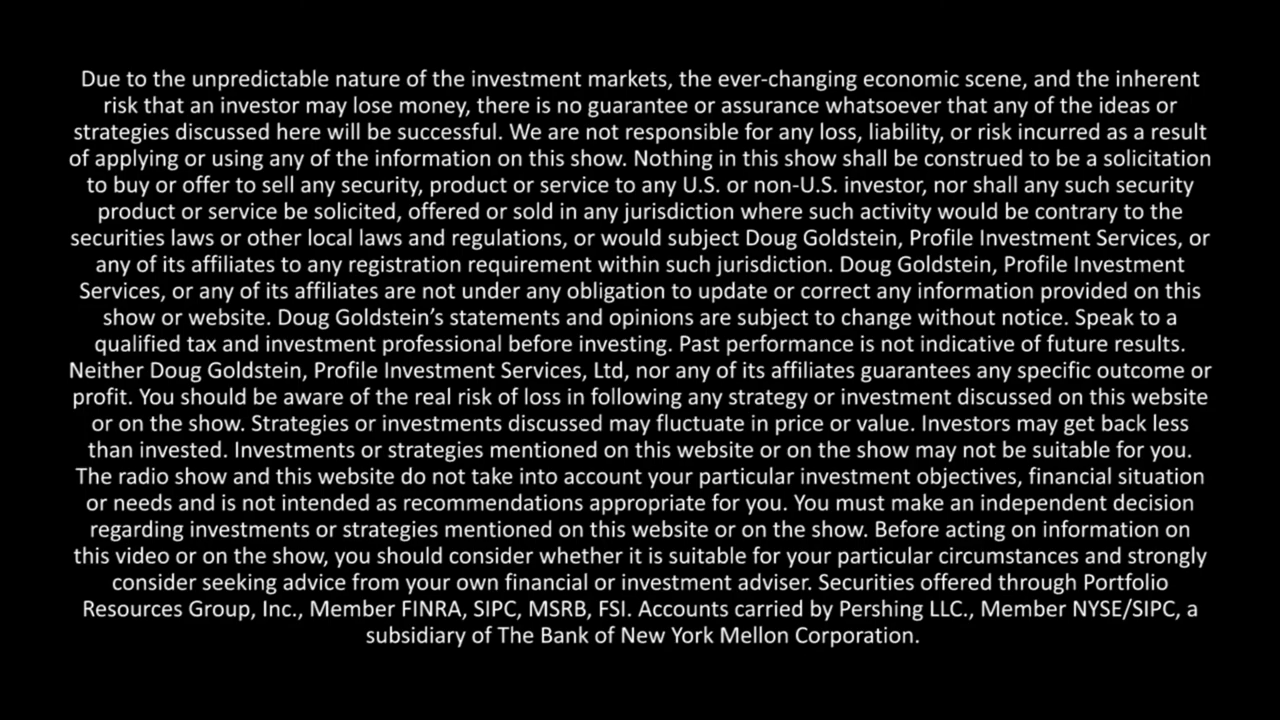 Due to the unpredictable nature of the investment markets, the ever-changing economic scene, and the inherent
risk that an investor may lose money, there is no guarantee or assurance whatsoever that any of the ideas or
strategies discussed here will be successful. We are not responsible for any loss, liability, or risk incurred as a result
of applying or using any of the information on this show. Nothing in this show shall be construed to be a solicitation
to buy or offer to sell any security, product or service to any U.S. or non-U.S. investor, nor shall any such security
product or service be solicited, offered or sold in any jurisdiction where such activity would be contrary to the
securities laws or other local laws and regulations, or would subject Doug Goldstein, Profile Investment Services, or
any of its affiliates to any registration requirement within such jurisdiction. Doug Goldstein, Profile Investment
Services, or any of its affiliates are not under any obligation to update or correct any information provided on this
show or website. Doug Goldstein’s statements and opinions are subject to change without notice. Speak to a
qualified tax and investment professional before investing. Past performance is not indicative of future results.
Neither Doug Goldstein, Profile Investment Services, Ltd, nor any of its affiliates guarantees any specific outcome or
profit. You should be aware of the real risk of loss in following any strategy or investment discussed on this website
or on the show. Strategies or investments discussed may fluctuate in price or value. Investors may get back less
than invested. Investments or strategies mentioned on this website or on the show may not be suitable for you.
The radio show and this website do not take into account your particular investment objectives, financial situation
or needs and is not intended as recommendations appropriate for you. You must make an independent decision
regarding investments or strategies mentioned on this website or on the show. Before acting on information on
this video or on the show, you should consider whether it is suitable for your particular circumstances and strongly
consider seeking advice from your own financial or investment adviser. Securities offered through Portfolio
Resources Group, Inc., Member FINRA, SIPC, MSRB, FSI. Accounts carried by Pershing LLC., Member NYSE/SIPC, a
subsidiary of The Bank of New York Mellon Corporation.